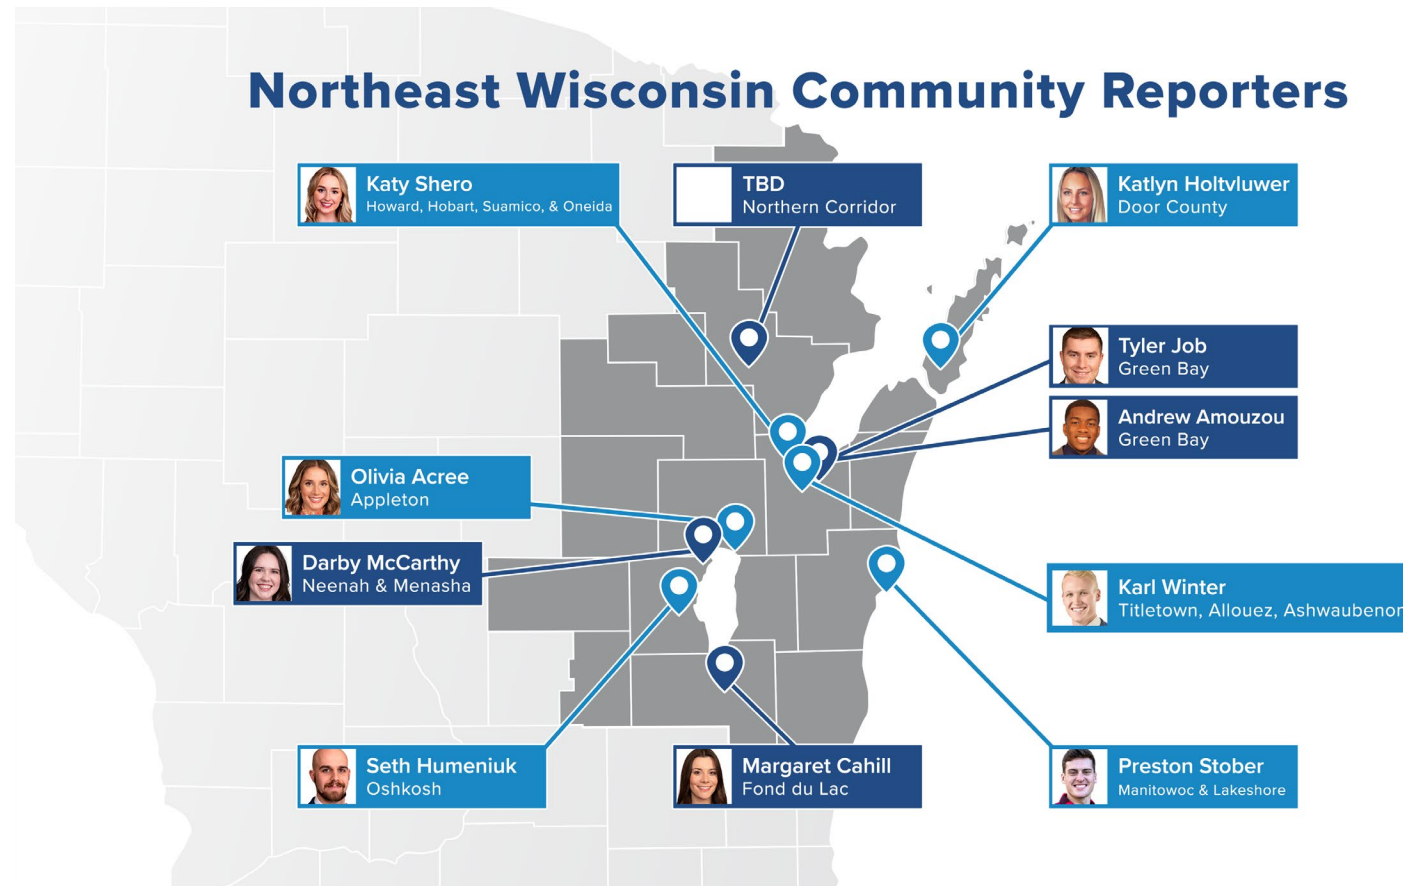 Northeast Wisconsin Community Reporters
Katy Shero
Howard, Hobart, Suamico, & Oneida
TBD
Northern Corridor
Katlyn Holtvluwer
Door County
Tyler Job
Green Bay
Andrew Amouzou
Green Bay
Olivia Acree
Appleton
Darby McCarthy
Neenah & Menasha
Karl Winter
Titletown, Allouez, Ashwaubenon
Seth Humeniuk
Oshkosh
Margaret Cahill
Fond du Lac
Preston Stober
Manitowoc & Lakeshore